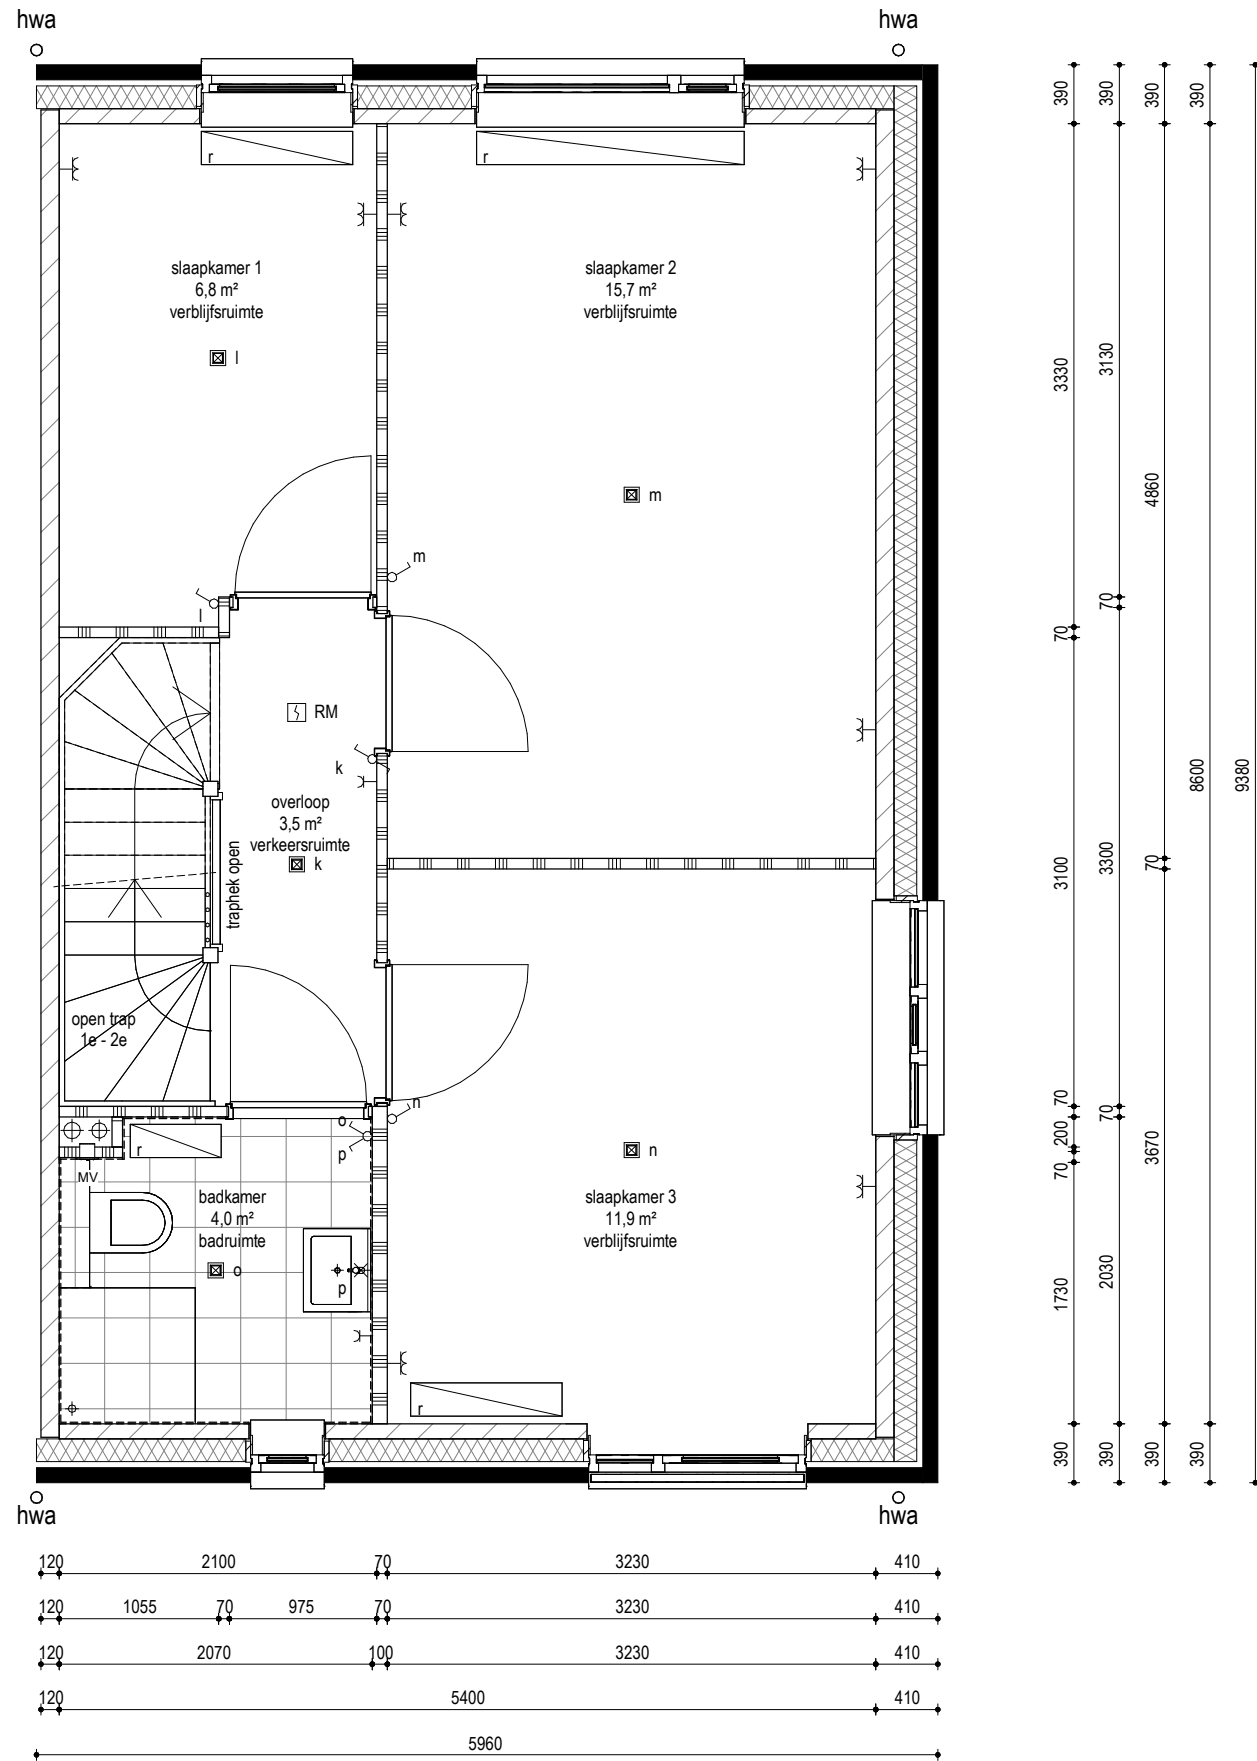 hwa
hwa
r
r
slaapkamer 1
6,8 m²
verblijfsruimte
slaapkamer 2
15,7 m²
verblijfsruimte
l
m
m
l
RM
k
overloop
3,5 m²
verkeersruimte
k
traphek open
open trap
1e - 2e
n
o
p
r
MV
badkamer
4,0 m²
badruimte
o
p
n
slaapkamer 3
11,9 m²
verblijfsruimte
r
hwa
hwa
390
390
390
390
3330
3130
4860
8600
9380
70
70
3100
3300
70
70
70
200
70
3670
1730
2030
390
390
390
390
120 2100 70 3230 410
120 1055 70 975 70 3230 410
120 2070 100 3230 410
120 5400 410
5960